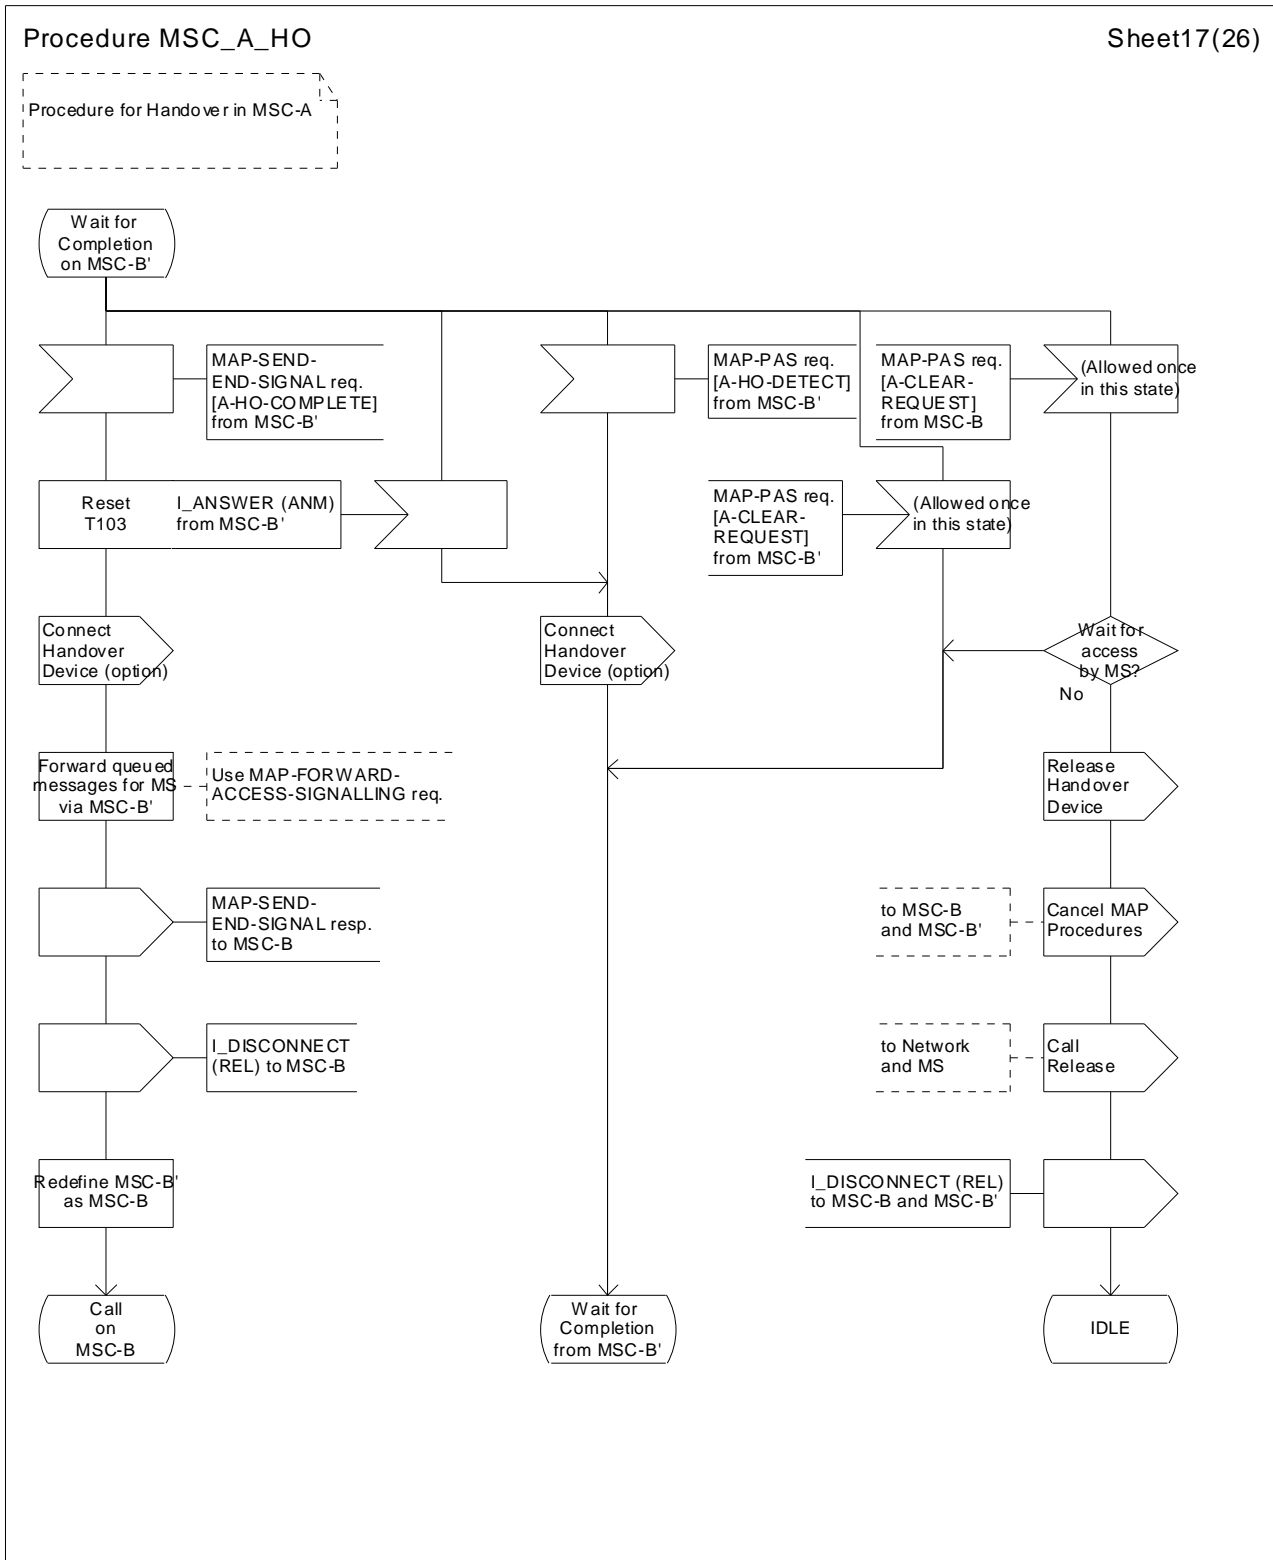 Procedure MSC_A_HO
Sheet17(26)
Procedure for Handover in MSC-A
Wait for
Completion
on MSC-B'
MAP-SEND-
END-SIGNAL req.
[A-HO-COMPLETE]
from MSC-B'
MAP-PAS req.
[A-HO-DETECT]
from MSC-B'
MAP-PAS req.
[A-CLEAR-
REQUEST]
from MSC-B
(Allowed once
in this state)
Reset
T103
I_ANSWER (ANM)
from MSC-B'
MAP-PAS req.
[A-CLEAR-
REQUEST]
from MSC-B'
(Allowed once
in this state)
Connect
Handover
Device (option)
Connect
Handover
Device (option)
Wait for
access
by MS?
No
Forward queued
messages for MS
via MSC-B'
Use MAP-FORWARD-
ACCESS-SIGNALLING req.
Release
Handover
Device
MAP-SEND-
END-SIGNAL resp.
to MSC-B
to MSC-B
and MSC-B'
Cancel MAP
Procedures
I_DISCONNECT
(REL) to MSC-B
to Network
and MS
Call
Release
Redefine MSC-B'
as MSC-B
I_DISCONNECT (REL)
to MSC-B and MSC-B'
Call
on
MSC-B
Wait for
Completion
from MSC-B'
IDLE